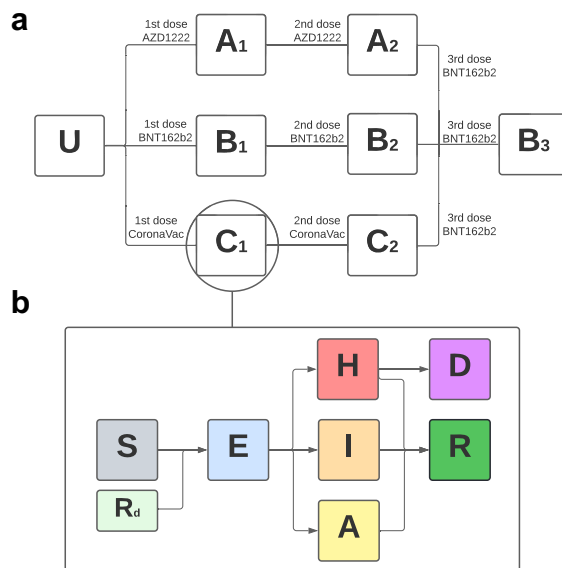 a
1st dose
AZD1222
A1
2nd dose
AZD1222
A2
3rd dose
BNT162b2
U
1st dose
BNT162b2
B1
2nd dose
BNT162b2
B2
3rd dose
BNT162b2
B3
1st dose
CoronaVac
C1
2nd dose
CoronaVac
C2
3rd dose
BNT162b2
b
H
D
S
E
I
R
Rd
A